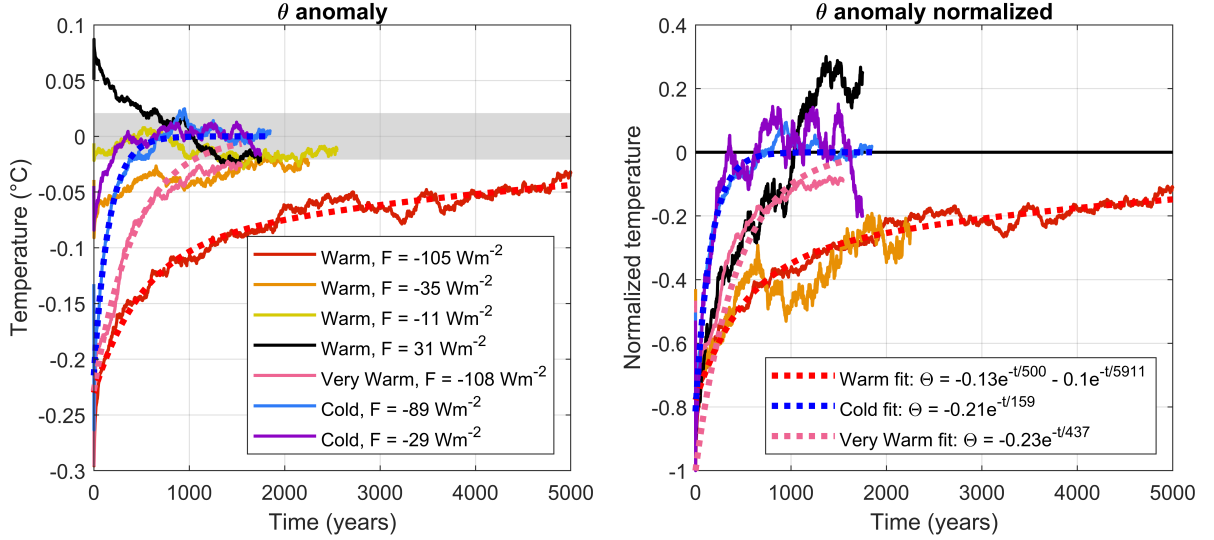 θ anomaly
0.1
0.05
0
-0.05
-0.1
-0.15
-0.2
-0.25
-0.3
Temperature (°C)
0 1000 2000 3000 4000 5000
Time (years)
Warm, F = -105 Wm⁻²
Warm, F = -35 Wm⁻²
Warm, F = -11 Wm⁻²
Warm, F = 31 Wm⁻²
Very Warm, F = -108 Wm⁻²
Cold, F = -89 Wm⁻²
Cold, F = -29 Wm⁻²
θ anomaly normalized
0.4
0.2
0
-0.2
-0.4
-0.6
-0.8
-1
Normalized temperature
0 1000 2000 3000 4000 5000
Time (years)
Warm fit: Θ = -0.13e^-t/500 - 0.1e^-t/5911
Cold fit: Θ = -0.21e^-t/159
Very Warm fit: Θ = -0.23e^-t/437